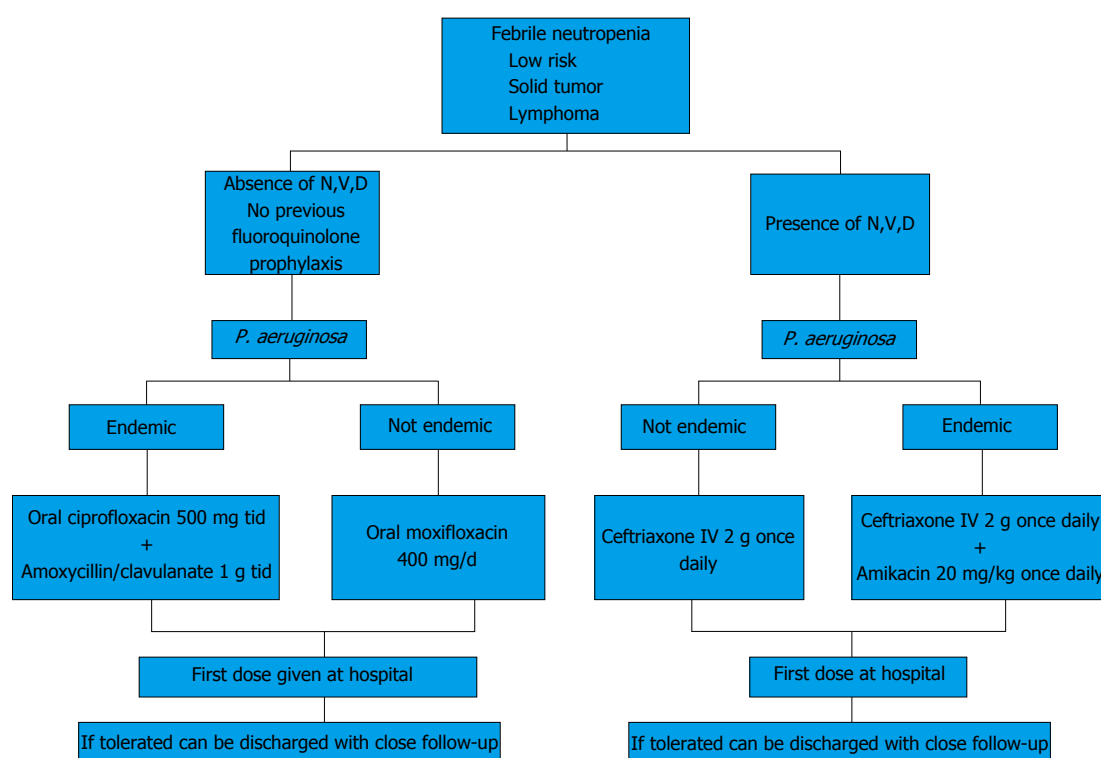 Febrile neutropenia
Low risk
Solid tumor
Lymphoma
Absence of N,V,D
No previous
fluoroquinolone
prophylaxis
Presence of N,V,D
P. aeruginosa
P. aeruginosa
Endemic
Not endemic
Not endemic
Endemic
Oral ciprofloxacin 500 mg tid
+
Amoxycillin/clavulanate 1 g tid
Oral moxifloxacin
400 mg/d
Ceftriaxone IV 2 g once
daily
Ceftriaxone IV 2 g once daily
+
Amikacin 20 mg/kg once daily
First dose given at hospital
First dose at hospital
If tolerated can be discharged with close follow-up
If tolerated can be discharged with close follow-up